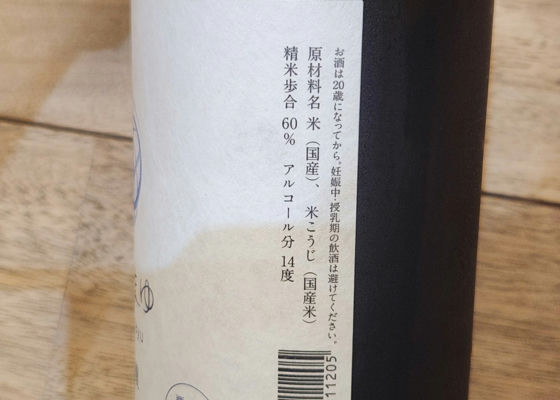 お酒は20歳になってから。妊娠中・授乳期の飲酒は避けてください。
原材料名 米（国産）、米こうじ（国産米）
精米歩合 60% アルコール分 14度
11205
ゆ